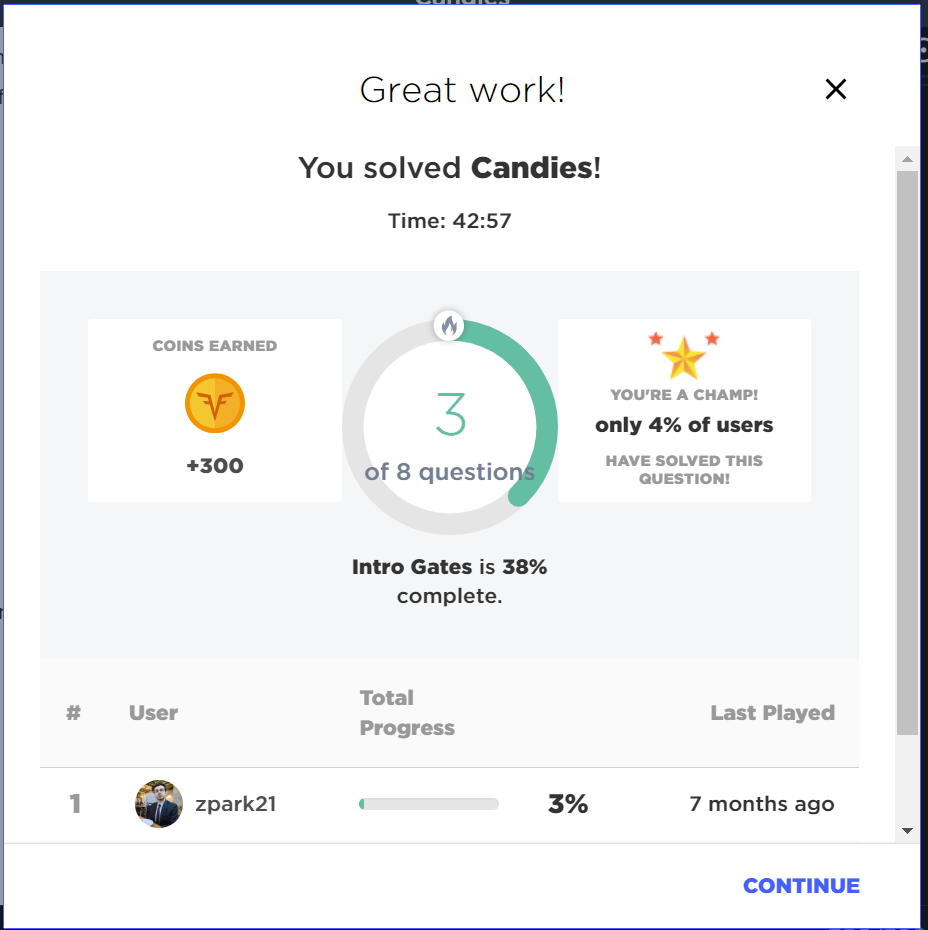 Candies
Great work!
You solved Candies!
Time: 42:57
COINS EARNED
+300
3
of 8 questions
YOU'RE A CHAMP!
only 4% of users
HAVE SOLVED THIS
QUESTION!
Intro Gates is 38%
complete.
# User Total Progress Last Played
1 zpark21 3% 7 months ago
CONTINUE